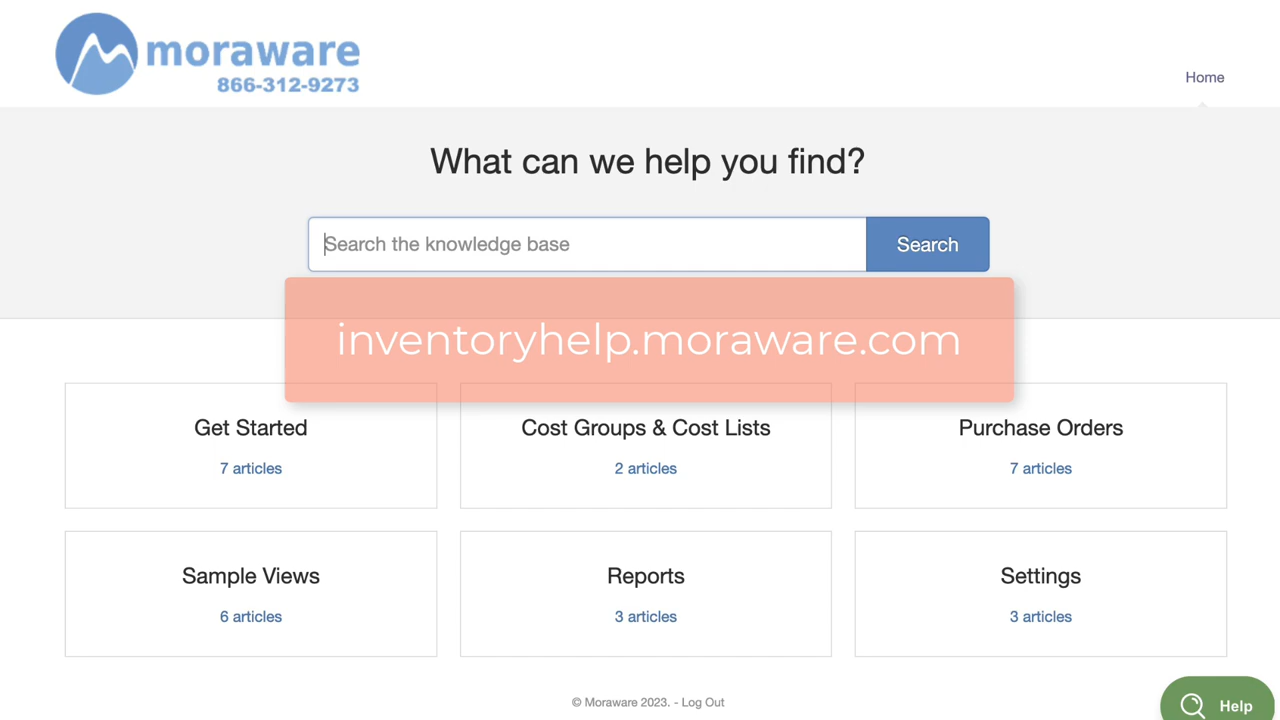 moraware
866-312-9273
Home
What can we help you find?
Search the knowledge base
Search
inventoryhelp.moraware.com
Get Started
7 articles
Cost Groups & Cost Lists
2 articles
Purchase Orders
7 articles
Sample Views
6 articles
Reports
3 articles
Settings
3 articles
© Moraware 2023. - Log Out
Help